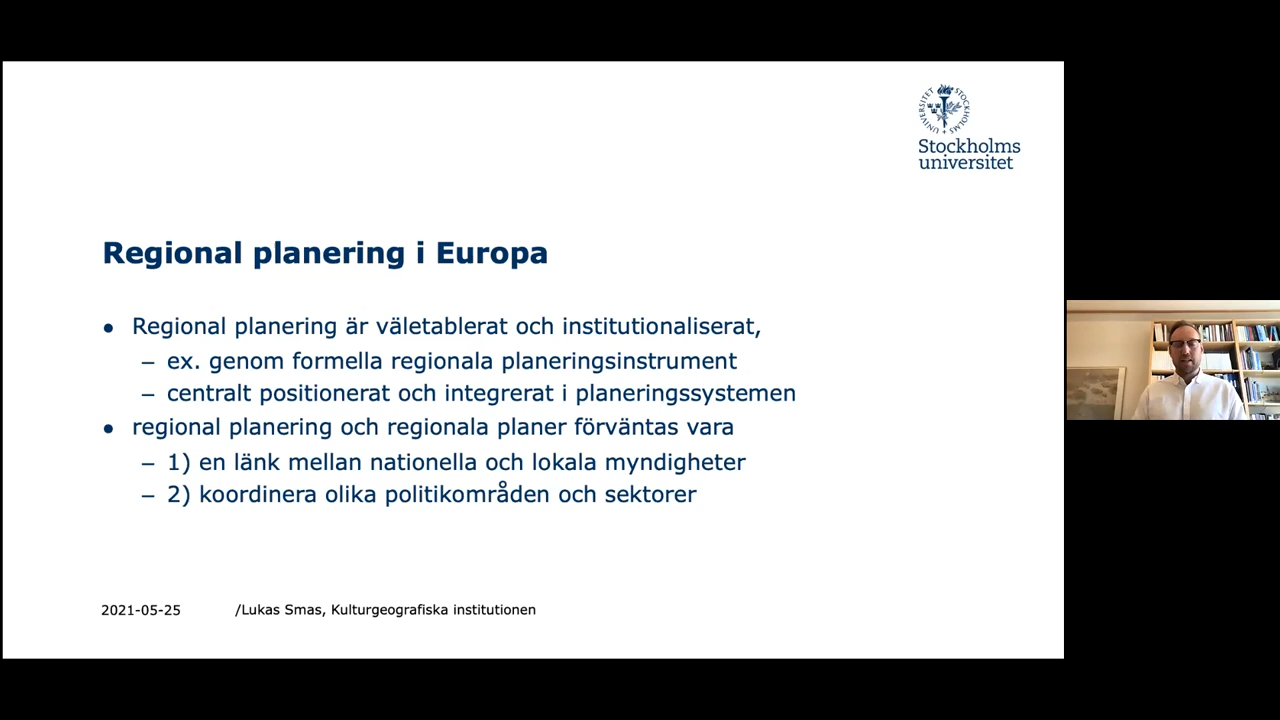 STOCKHOLMS UNIVERSITET
Stockholms
universitet
Regional planering i Europa
• Regional planering är väletablerat och institutionaliserat,
– ex. genom formella regionala planeringsinstrument
– centralt positionerat och integrerat i planeringssystemen
• regional planering och regionala planer förväntas vara
– 1) en länk mellan nationella och lokala myndigheter
– 2) koordinera olika politikområden och sektorer
2021-05-25 /Lukas Smas, Kulturgeografiska institutionen